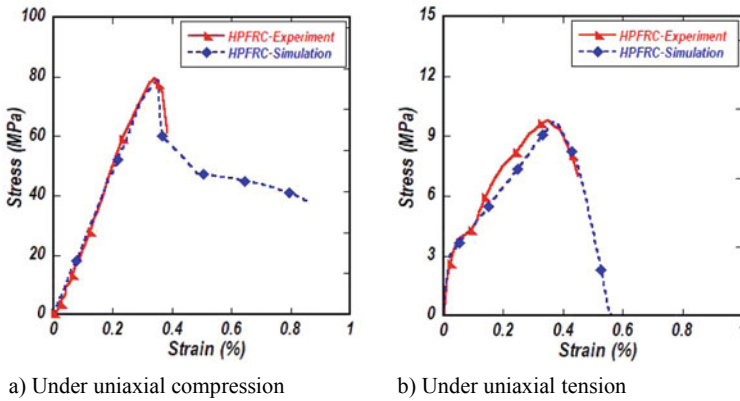 100
80
60
40
20
0
Stress (MPa)
0 0.2 0.4 0.6 0.8 1
Strain (%)
HPFRC-Experiment
HPFRC-Simulation
a) Under uniaxial compression
15
12
9
6
3
0
Stress (MPa)
0 0.2 0.4 0.6 0.8 1
Strain (%)
HPFRC-Experiment
HPFRC-Simulation
b) Under uniaxial tension